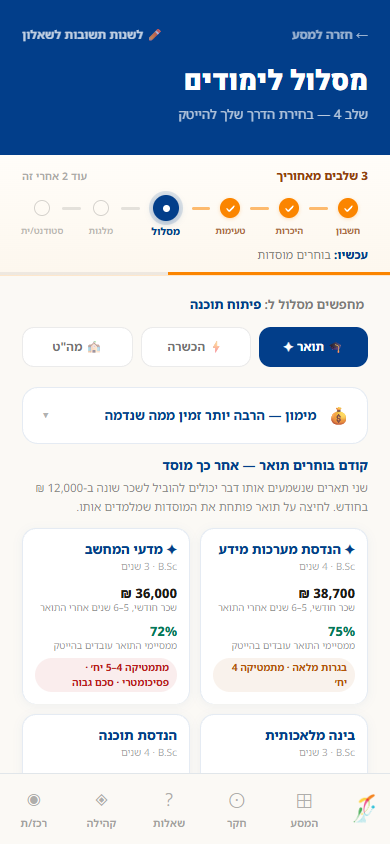 ← חזרה למסע
✏️ לשנות תשובות לשאלון
מסלול לימודים
שלב 4 — בחירת הדרך שלך להייטק
3 שלבים מאחוריך
עוד 2 אחרי זה
חשבון
היכרות
טעימות
מסלול
מלגות
סטודנט/ית
עכשיו: בוחרים מוסדות
מחפשים מסלול ל: פיתוח תוכנה
תואר ✦
⚡ הכשרה
🏫 מה"ט
💰 מימון — הרבה יותר זמין ממה שנדמה ▼
קודם בוחרים תואר — אחר כך מוסד
שני תארים שנשמעים אותו דבר יכולים להוביל לשכר שונה ב-12,000 ₪
בחודש. לחיצה על תואר פותחת את המוסדות שמלמדים אותו.
✦ הנדסת מערכות מידע
B.Sc · 4 שנים
38,700 ₪
שכר חודשי, 5–6 שנים אחרי התואר
75%
ממסיימי התואר עובדים בהייטק
בגרות מלאה · מתמטיקה 4
יח׳
✦ מדעי המחשב
B.Sc · 3 שנים
36,000 ₪
שכר חודשי, 5–6 שנים אחרי התואר
72%
ממסיימי התואר עובדים בהייטק
מתמטיקה 4–5 יח׳ ·
פסיכומטרי · סכם גבוה
בינה מלאכותית
B.Sc · 3 שנים
הנדסת תוכנה
B.Sc · 4 שנים
המסע
חקר
? שאלות
קהילה
רכז/ת